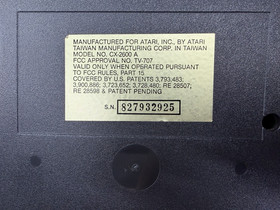 MANUFACTURED FOR ATARI, INC., BY ATARI
TAIWAN MANUFACTURING CORP. IN TAIWAN
MODEL NO. CX-2600 A
FCC APPROVAL NO. TV-707
VALID ONLY WHEN OPERATED PURSUANT
TO FCC RULES, PART 15
COVERED BY U.S. PATENTS 3,793,483;
3,900,886; 3,723,652; 3,728,480; RE 28507;
RE 28598 & PATENTS PENDING
S.N. 827932925